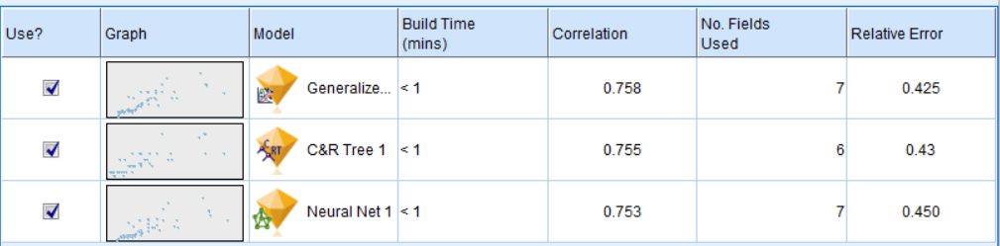 Use? Graph Model Build Time (mins) Correlation No. Fields Used Relative Error
Generalize... < 1 0.758 7 0.425
CRT C&R Tree 1 < 1 0.755 6 0.43
Neural Net 1 < 1 0.753 7 0.450